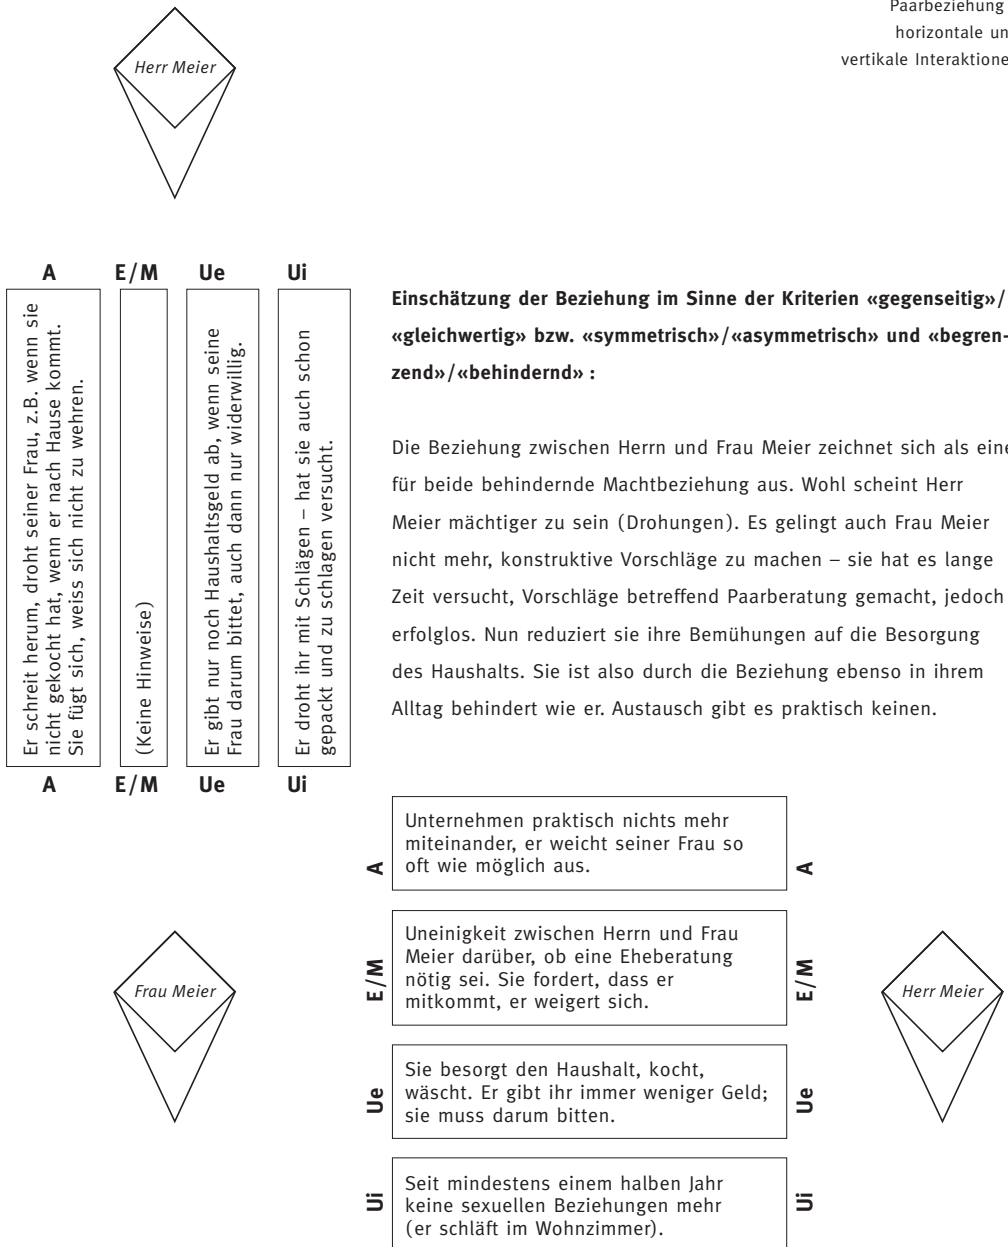 Paarbeziehung
horizontale un
vertikale Interaktione
Herr Meier
A E/M Ue Ui
Er schreit herum, droht seiner Frau, z.B. wenn sie
nicht gekocht hat, wenn er nach Hause kommt.
Sie fügt sich, weiss sich nicht zu wehren.
(Keine Hinweise)
Er gibt nur noch Haushaltsgeld ab, wenn seine
Frau darum bittet, auch dann nur widerwillig.
Er droht ihr mit Schlägen – hat sie auch schon
gepackt und zu schlagen versucht.
A E/M Ue Ui
Einschätzung der Beziehung im Sinne der Kriterien «gegenseitig»/
«gleichwertig» bzw. «symmetrisch»/«asymmetrisch» und «begren-
zend»/«behindernd» :
Die Beziehung zwischen Herrn und Frau Meier zeichnet sich als eine
für beide behindernde Machtbeziehung aus. Wohl scheint Herr
Meier mächtiger zu sein (Drohungen). Es gelingt auch Frau Meier
nicht mehr, konstruktive Vorschläge zu machen – sie hat es lange
Zeit versucht, Vorschläge betreffend Paarberatung gemacht, jedoch
erfolglos. Nun reduziert sie ihre Bemühungen auf die Besorgung
des Haushalts. Sie ist also durch die Beziehung ebenso in ihrem
Alltag behindert wie er. Austausch gibt es praktisch keinen.
Frau Meier
A
Unternehmen praktisch nichts mehr
miteinander, er weicht seiner Frau so
oft wie möglich aus.
A
E/M
Uneinigkeit zwischen Herrn und Frau
Meier darüber, ob eine Eheberatung
nötig sei. Sie fordert, dass er
mitkommt, er weigert sich.
E/M
Ue
Sie besorgt den Haushalt, kocht,
wäscht. Er gibt ihr immer weniger Geld;
sie muss darum bitten.
Ue
Ui
Seit mindestens einem halben Jahr
keine sexuellen Beziehungen mehr
(er schläft im Wohnzimmer).
Ui
Herr Meier